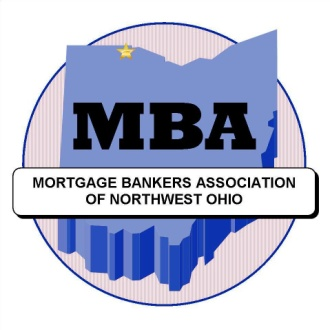 MBA
MORTGAGE BANKERS ASSOCIATION
OF NORTHWEST OHIO